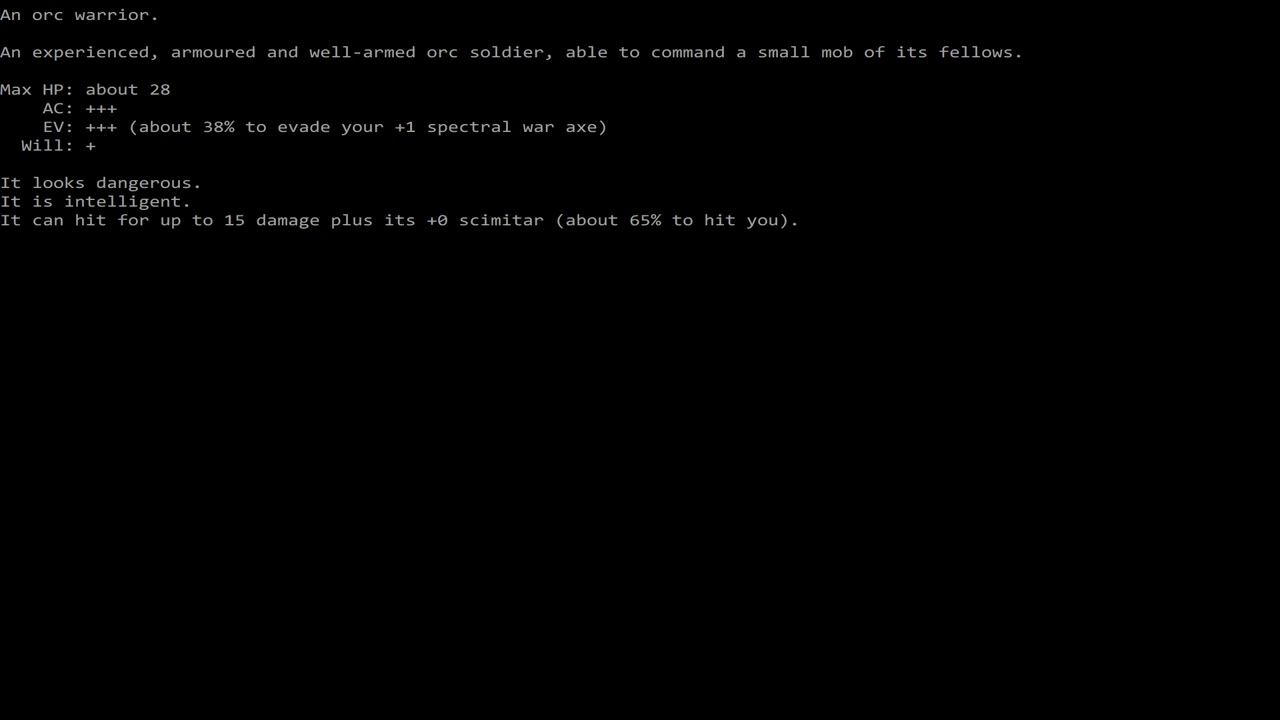 An orc warrior.
An experienced, armoured and well-armed orc soldier, able to command a small mob of its fellows.
Max HP: about 28
AC: +++
EV: +++ (about 38% to evade your +1 spectral war axe)
Will: +
It looks dangerous.
It is intelligent.
It can hit for up to 15 damage plus its +0 scimitar (about 65% to hit you).